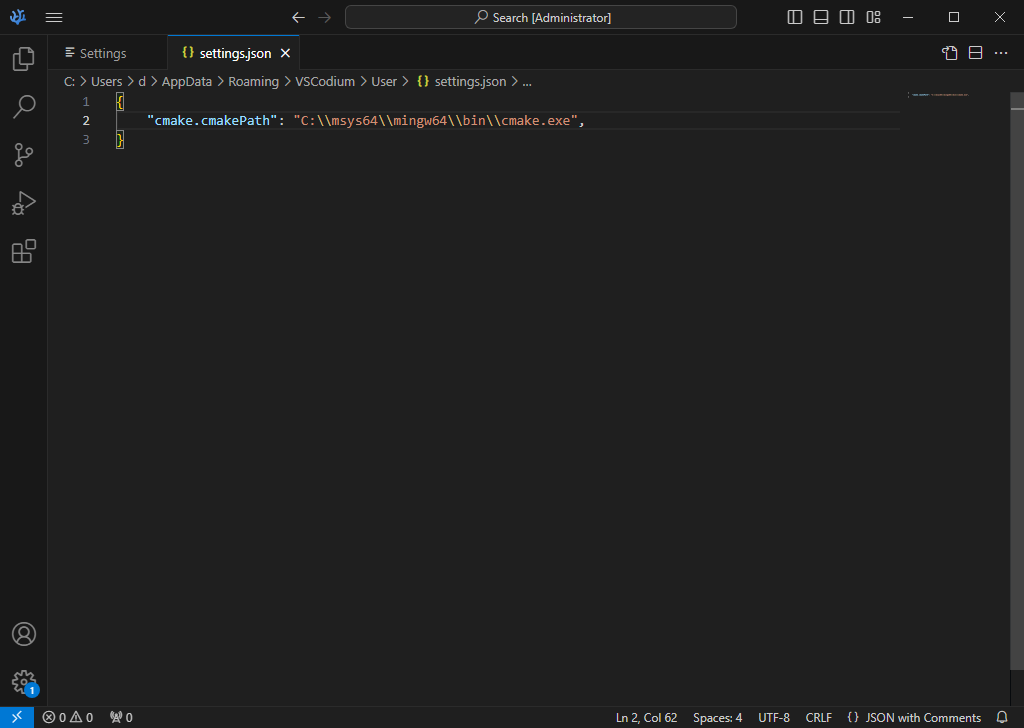 Search [Administrator]
Settings
settings.json
C: > Users > d > AppData > Roaming > VSCodium > User > {} settings.json > ...
1 {
2 "cmake.cmakePath": "C:\\msys64\\mingw64\\bin\\cmake.exe",
3 }
1
0 0 0 Ln 2, Col 62 Spaces: 4 UTF-8 CRLF {} JSON with Comments